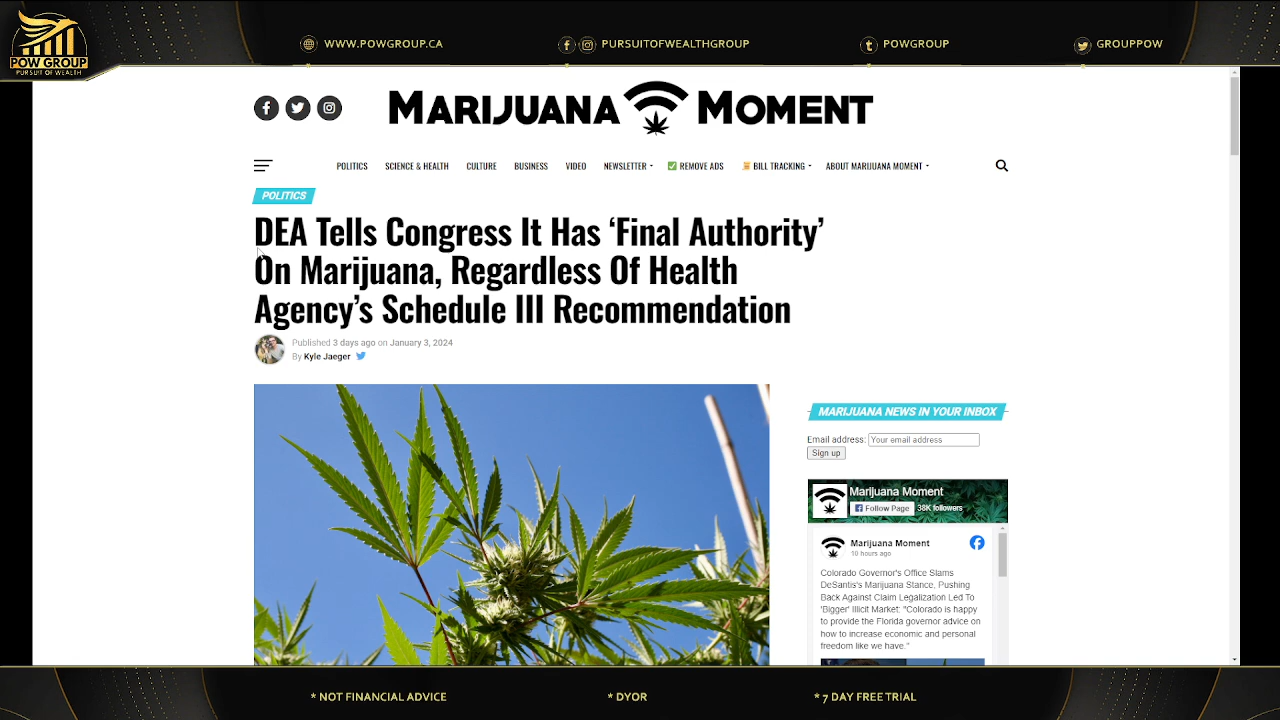 POW GROUP
PURSUIT OF WEALTH
WWW.POWGROUP.CA
PURSUITOFWEALTHGROUP
POWGROUP
GROUPPOW
MARIJUANA MOMENT
POLITICS SCIENCE & HEALTH CULTURE BUSINESS VIDEO NEWSLETTER REMOVE ADS BILL TRACKING ABOUT MARIJUANA MOMENT
POLITICS
DEA Tells Congress It Has ‘Final Authority’
On Marijuana, Regardless Of Health
Agency’s Schedule III Recommendation
Published 3 days ago on January 3, 2024
By Kyle Jaeger
MARIJUANA NEWS IN YOUR INBOX
Email address: Your email address
Sign up
Marijuana Moment
Follow Page 38K followers
Marijuana Moment
10 hours ago
Colorado Governor's Office Slams
DeSantis's Marijuana Stance, Pushing
Back Against Claim Legalization Led To
'Bigger' Illicit Market: "Colorado is happy
to provide the Florida governor advice on
how to increase economic and personal
freedom like we have."
* NOT FINANCIAL ADVICE
* DYOR
* 7 DAY FREE TRIAL